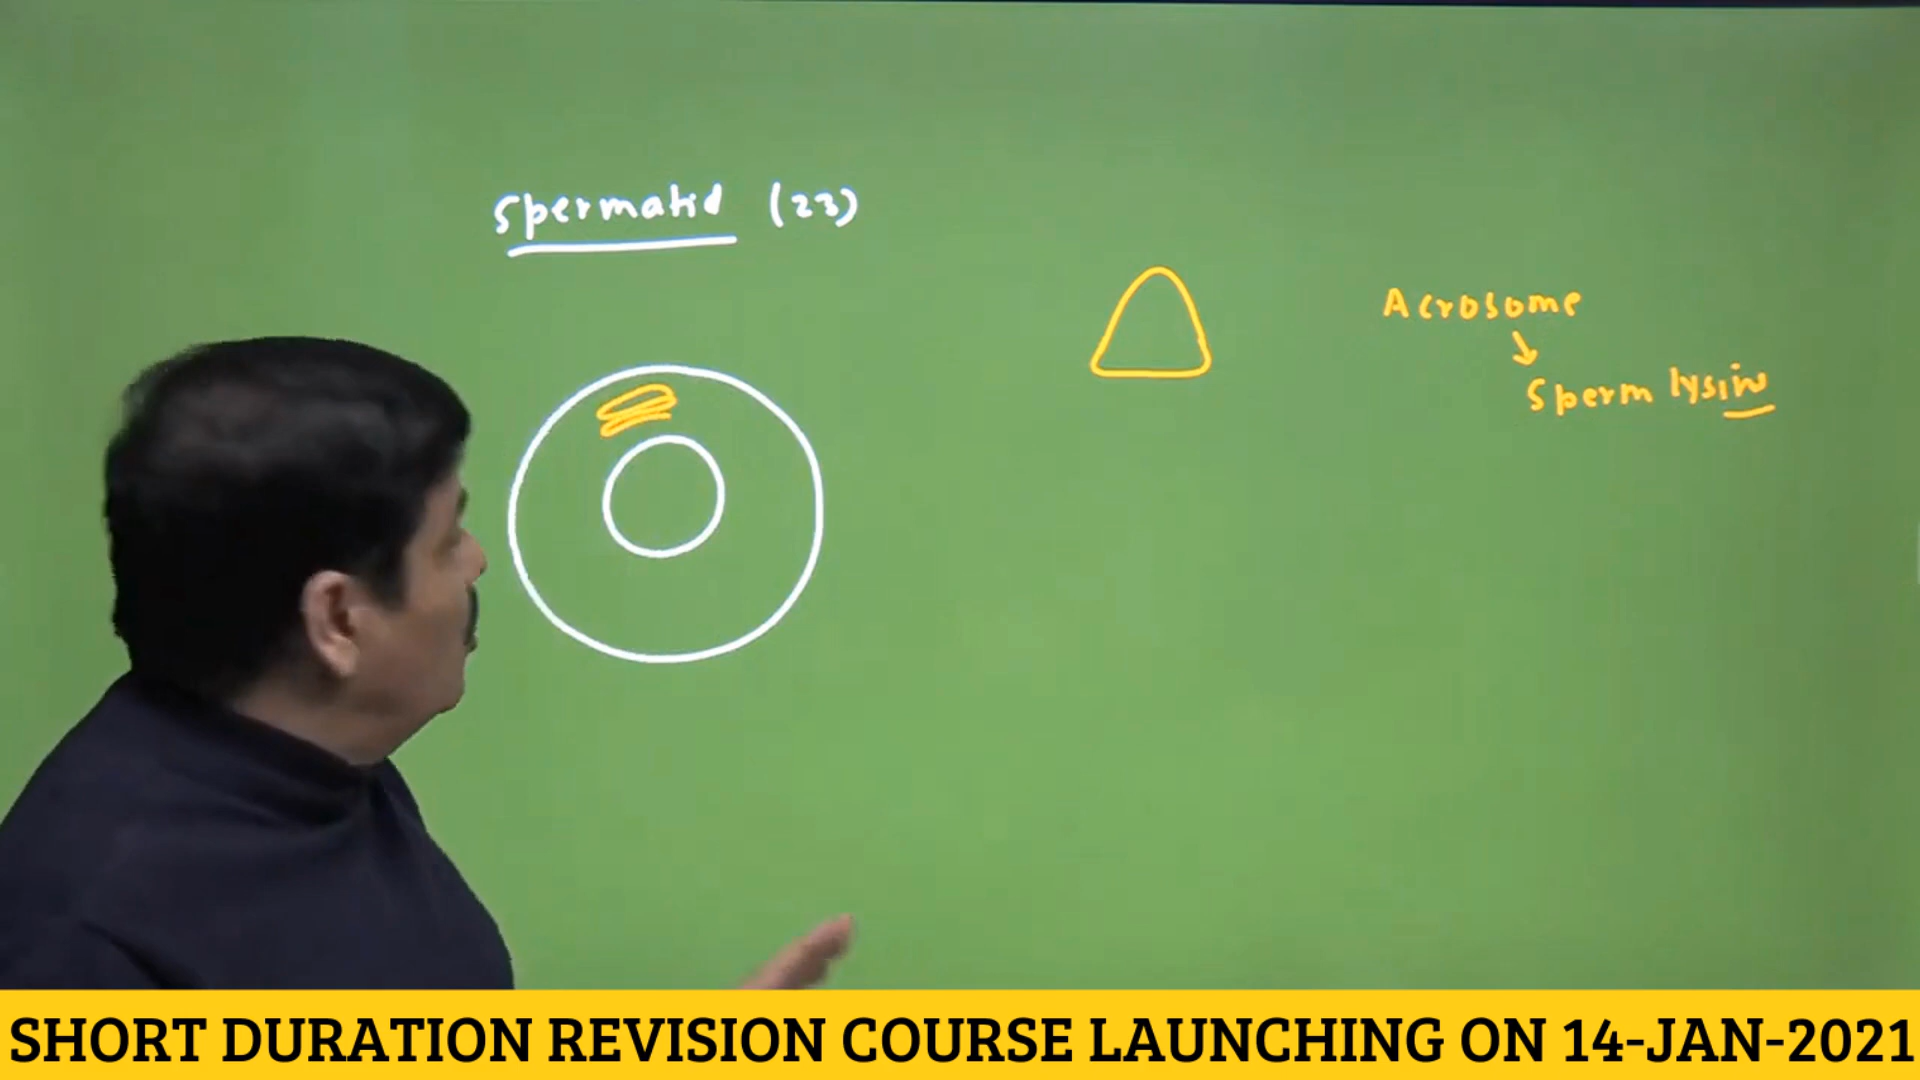 Spermatid (23)
Acrosome
↓
Sperm lysin
SHORT DURATION REVISION COURSE LAUNCHING ON 14-JAN-2021